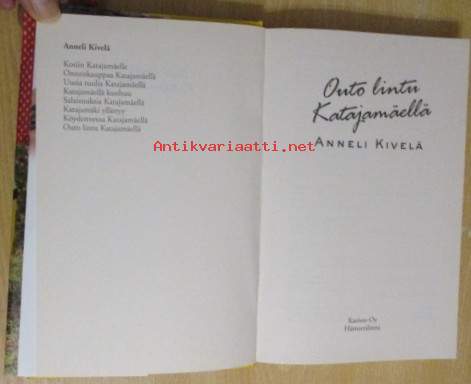 Anneli Kivelä
Kotiin Katajamäelle
Onnenkauppaa Katajamäellä
Uusia tuulia Katajamäellä
Katajamäellä kuohuu
Salaisuuksia Katajamäellä
Katajamäki yllättyy
Köydenvetoa Katajamäellä
Outo lintu Katajamäellä
Antikvariaatti.net
Outo lintu
Katajamäellä
ANNELI KIVELÄ
Karisto Oy
Hämeenlinna